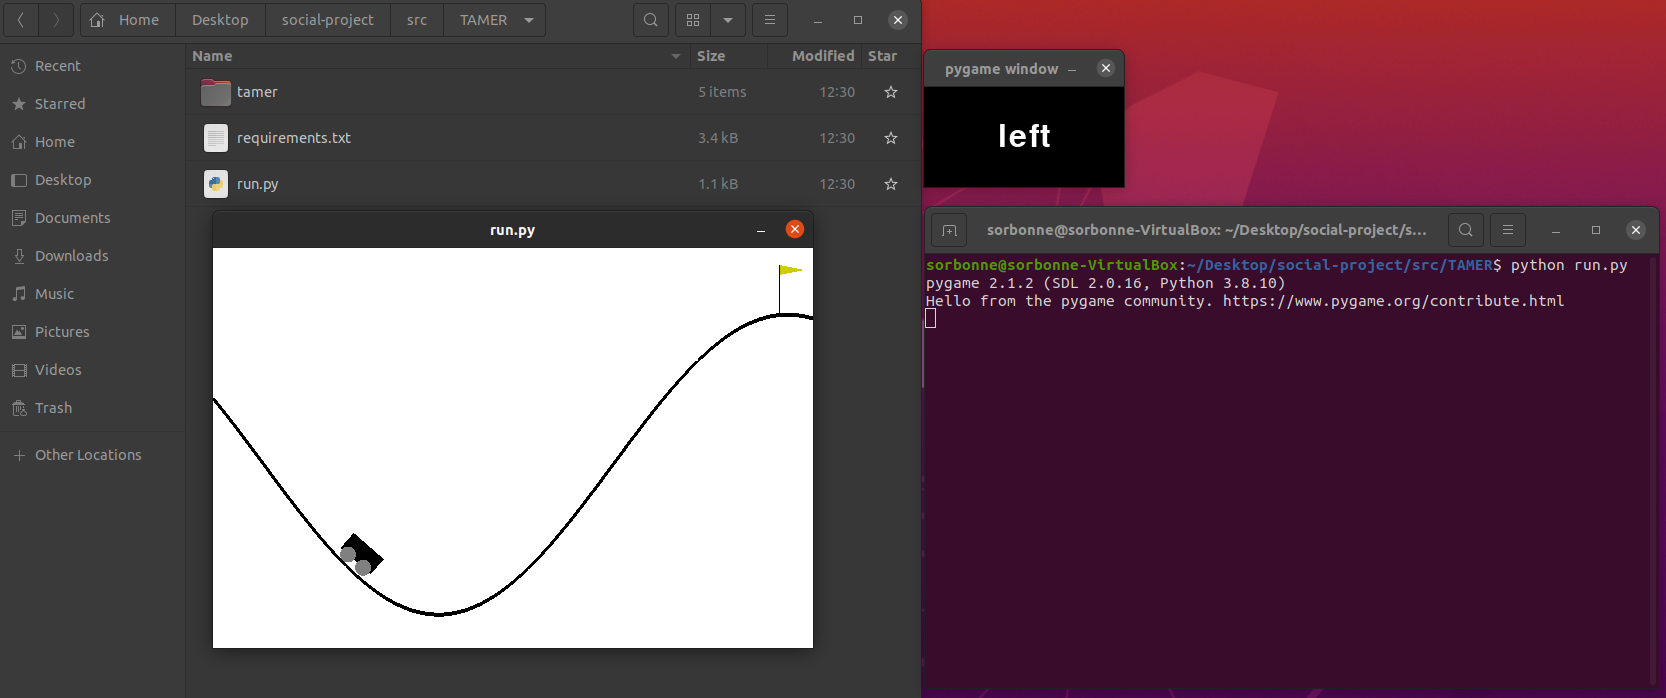 Home Desktop social-project src TAMER
Name Size Modified Star
Recent
Starred
Home
Desktop
Documents
Downloads
Music
Pictures
Videos
Trash
Other Locations
tamer 5 items 12:30
requirements.txt 3.4 kB 12:30
run.py 1.1 kB 12:30
run.py
pygame window
left
sorbonne@sorbonne-VirtualBox: ~/Desktop/social-project/s...
sorbonne@sorbonne-VirtualBox:~/Desktop/social-project/src/TAMER$ python run.py
pygame 2.1.2 (SDL 2.0.16, Python 3.8.10)
Hello from the pygame community. https://www.pygame.org/contribute.html